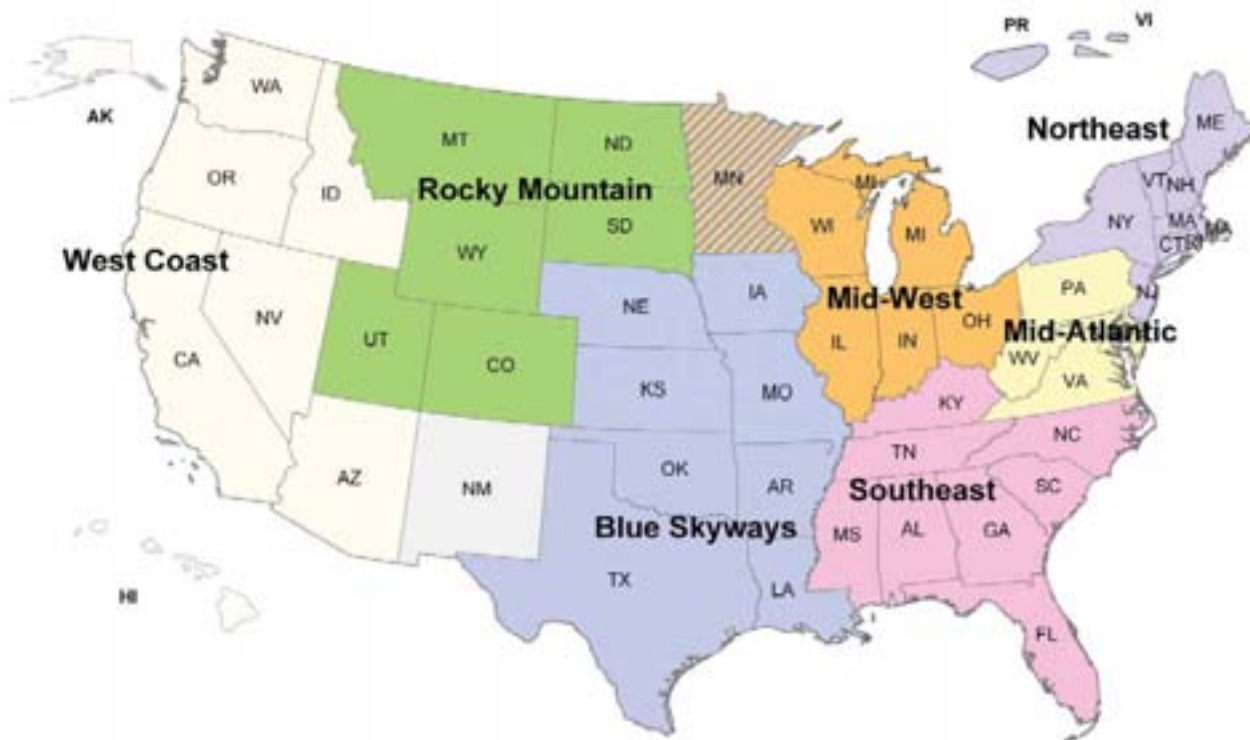 PR
VI
WA
AK
MT
ND
MN
Northeast
ME
OR
ID
Rocky Mountain
MI
VT
NH
SD
WI
MI
NY
MA
MA
CT
RI
West Coast
WY
NE
IA
Mid-West
PA
NJ
NV
UT
CO
IL
IN
OH
Mid-Atlantic
WV
CA
KS
MO
VA
KY
NC
TN
AZ
NM
OK
AR
Southeast
SC
Blue Skyways
MS
AL
GA
HI
TX
LA
FL